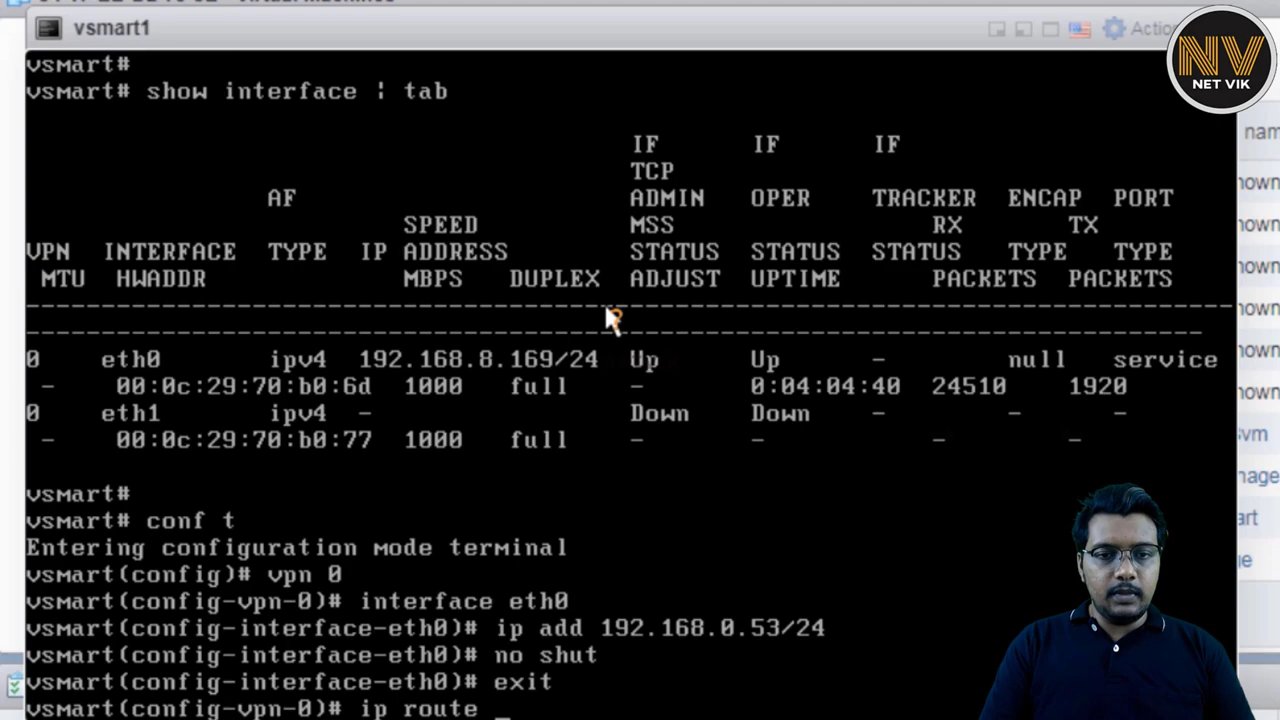 vsmart1
Actio
NV
NET VIK
vsmart#
vsmart# show interface | tab
IF IF IF
TCP
AF ADMIN OPER TRACKER ENCAP PORT
SPEED MSS RX TX
VPN INTERFACE TYPE IP ADDRESS STATUS STATUS STATUS TYPE TYPE
MTU HWADDR MBPS DUPLEX ADJUST UPTIME PACKETS PACKETS
--------------------------------------------------------------------------------
------------------------------------------------------------------------------
0 eth0 ipv4 192.168.8.169/24 Up Up - null service
- 00:0c:29:70:b0:6d 1000 full - 0:04:04:40 24510 1920
0 eth1 ipv4 - Down Down - - -
- 00:0c:29:70:b0:77 1000 full - - - -
vsmart#
vsmart# conf t
Entering configuration mode terminal
vsmart(config)# vpn 0
vsmart(config-vpn-0)# interface eth0
vsmart(config-interface-eth0)# ip add 192.168.0.53/24
vsmart(config-interface-eth0)# no shut
vsmart(config-interface-eth0)# exit
vsmart(config-vpn-0)# ip route _